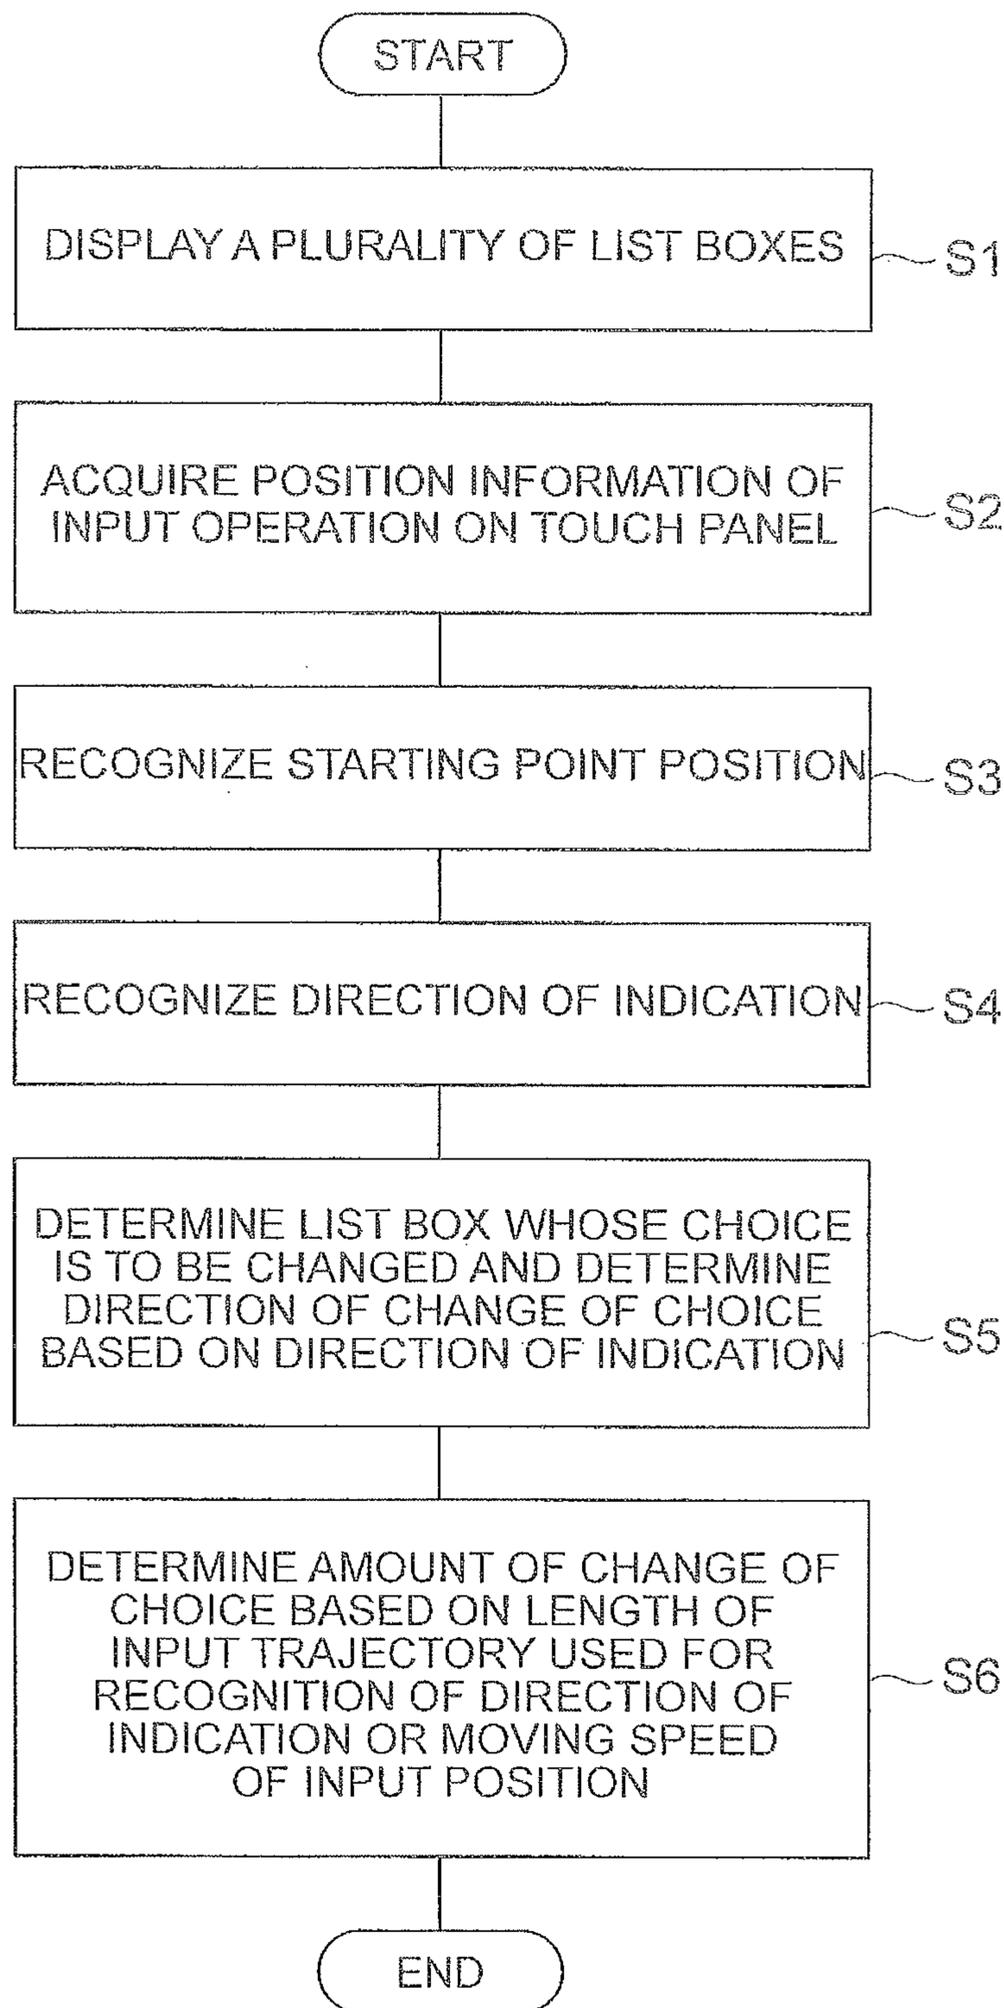 START
DISPLAY A PLURALITY OF LIST BOXES
S1
ACQUIRE POSITION INFORMATION OF
INPUT OPERATION ON TOUCH PANEL
S2
RECOGNIZE STARTING POINT POSITION
S3
RECOGNIZE DIRECTION OF INDICATION
S4
DETERMINE LIST BOX WHOSE CHOICE
IS TO BE CHANGED AND DETERMINE
DIRECTION OF CHANGE OF CHOICE
BASED ON DIRECTION OF INDICATION
S5
DETERMINE AMOUNT OF CHANGE OF
CHOICE BASED ON LENGTH OF
INPUT TRAJECTORY USED FOR
RECOGNITION OF DIRECTION OF
INDICATION OR MOVING SPEED
OF INPUT POSITION
S6
END